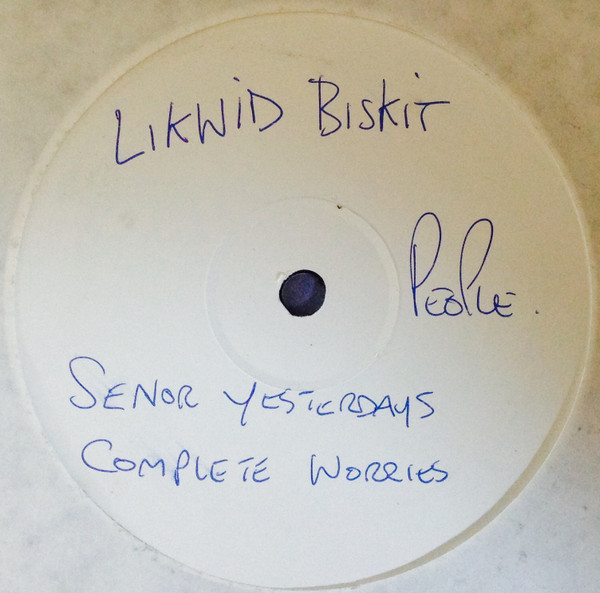 LIKWID BISKIT
PEOPLE.
SENOR YESTERDAYS
COMPLETE WORRIES